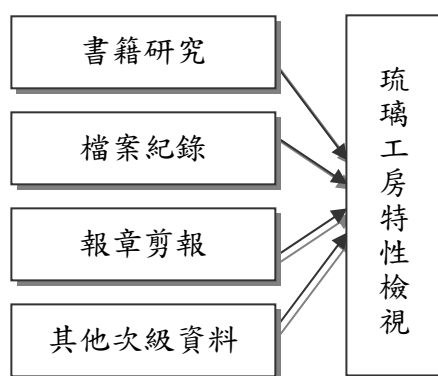 書籍研究
檔案紀錄
報章剪報
其他次級資料
琉璃工房特性檢視